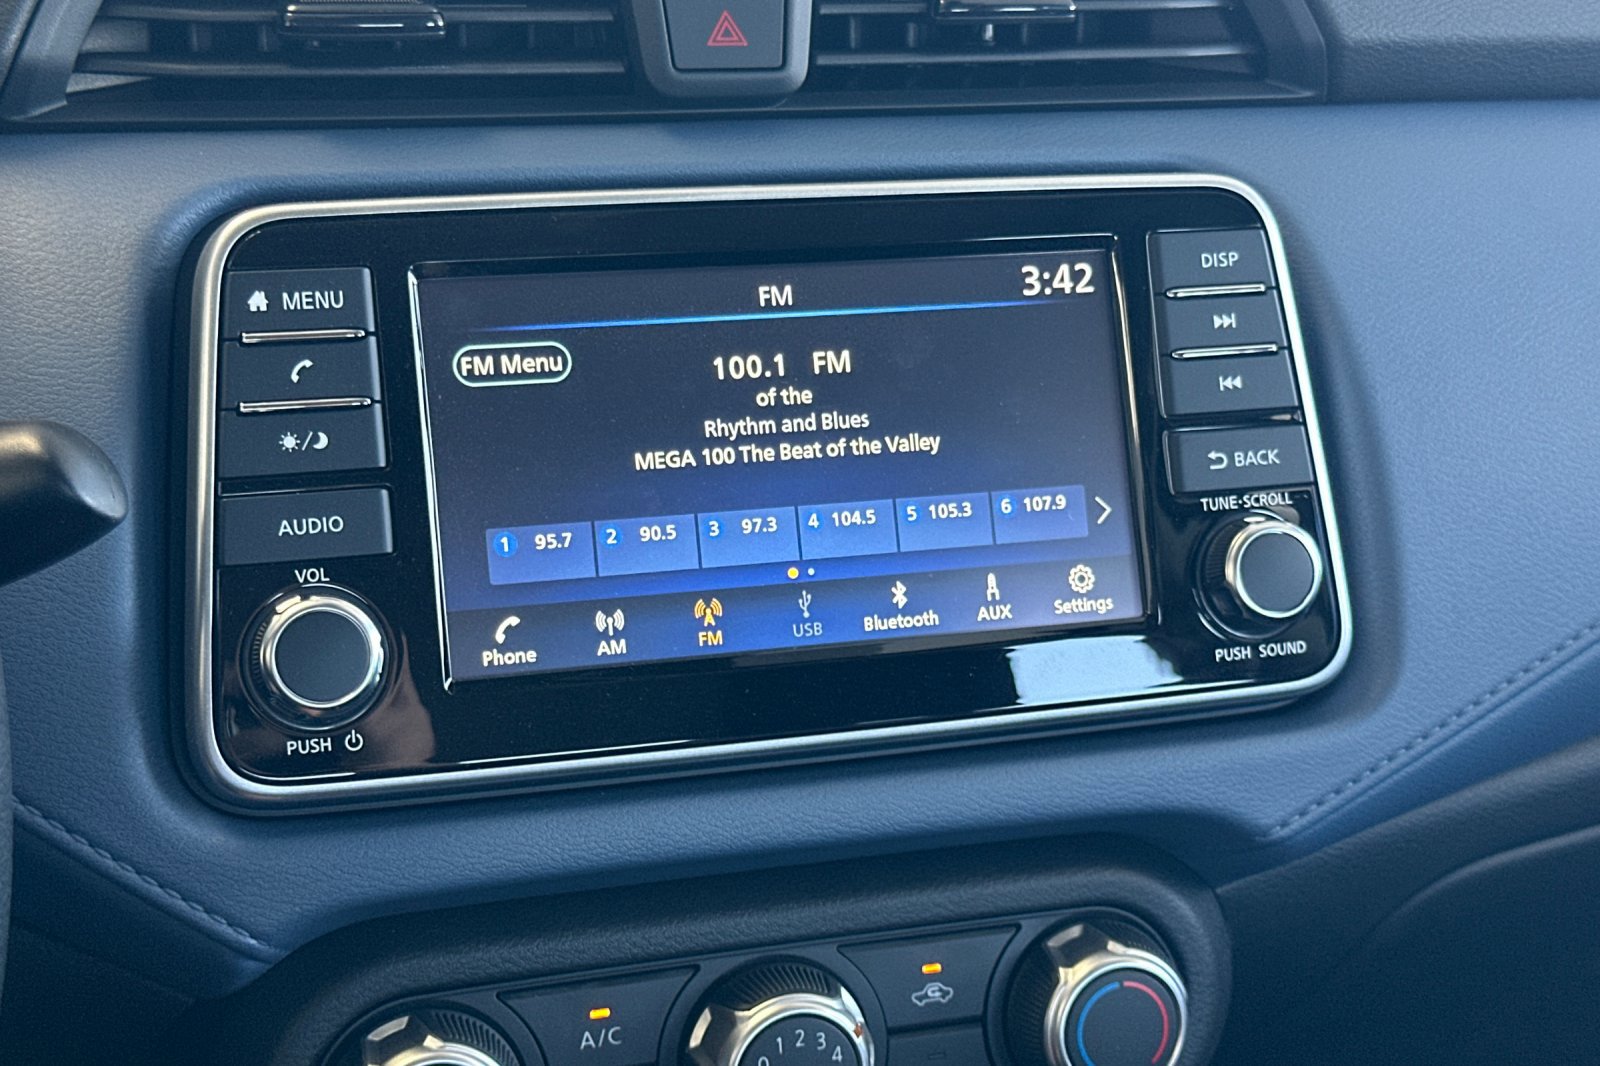 MENU
AUDIO
VOL
PUSH
FM
3:42
FM Menu
100.1 FM
of the
Rhythm and Blues
MEGA 100 The Beat of the Valley
1 95.7
2 90.5
3 97.3
4 104.5
5 105.3
6 107.9
Phone
AM
FM
USB
Bluetooth
AUX
Settings
DISP
BACK
TUNE·SCROLL
PUSH SOUND
A/C
0 1 2 3 4